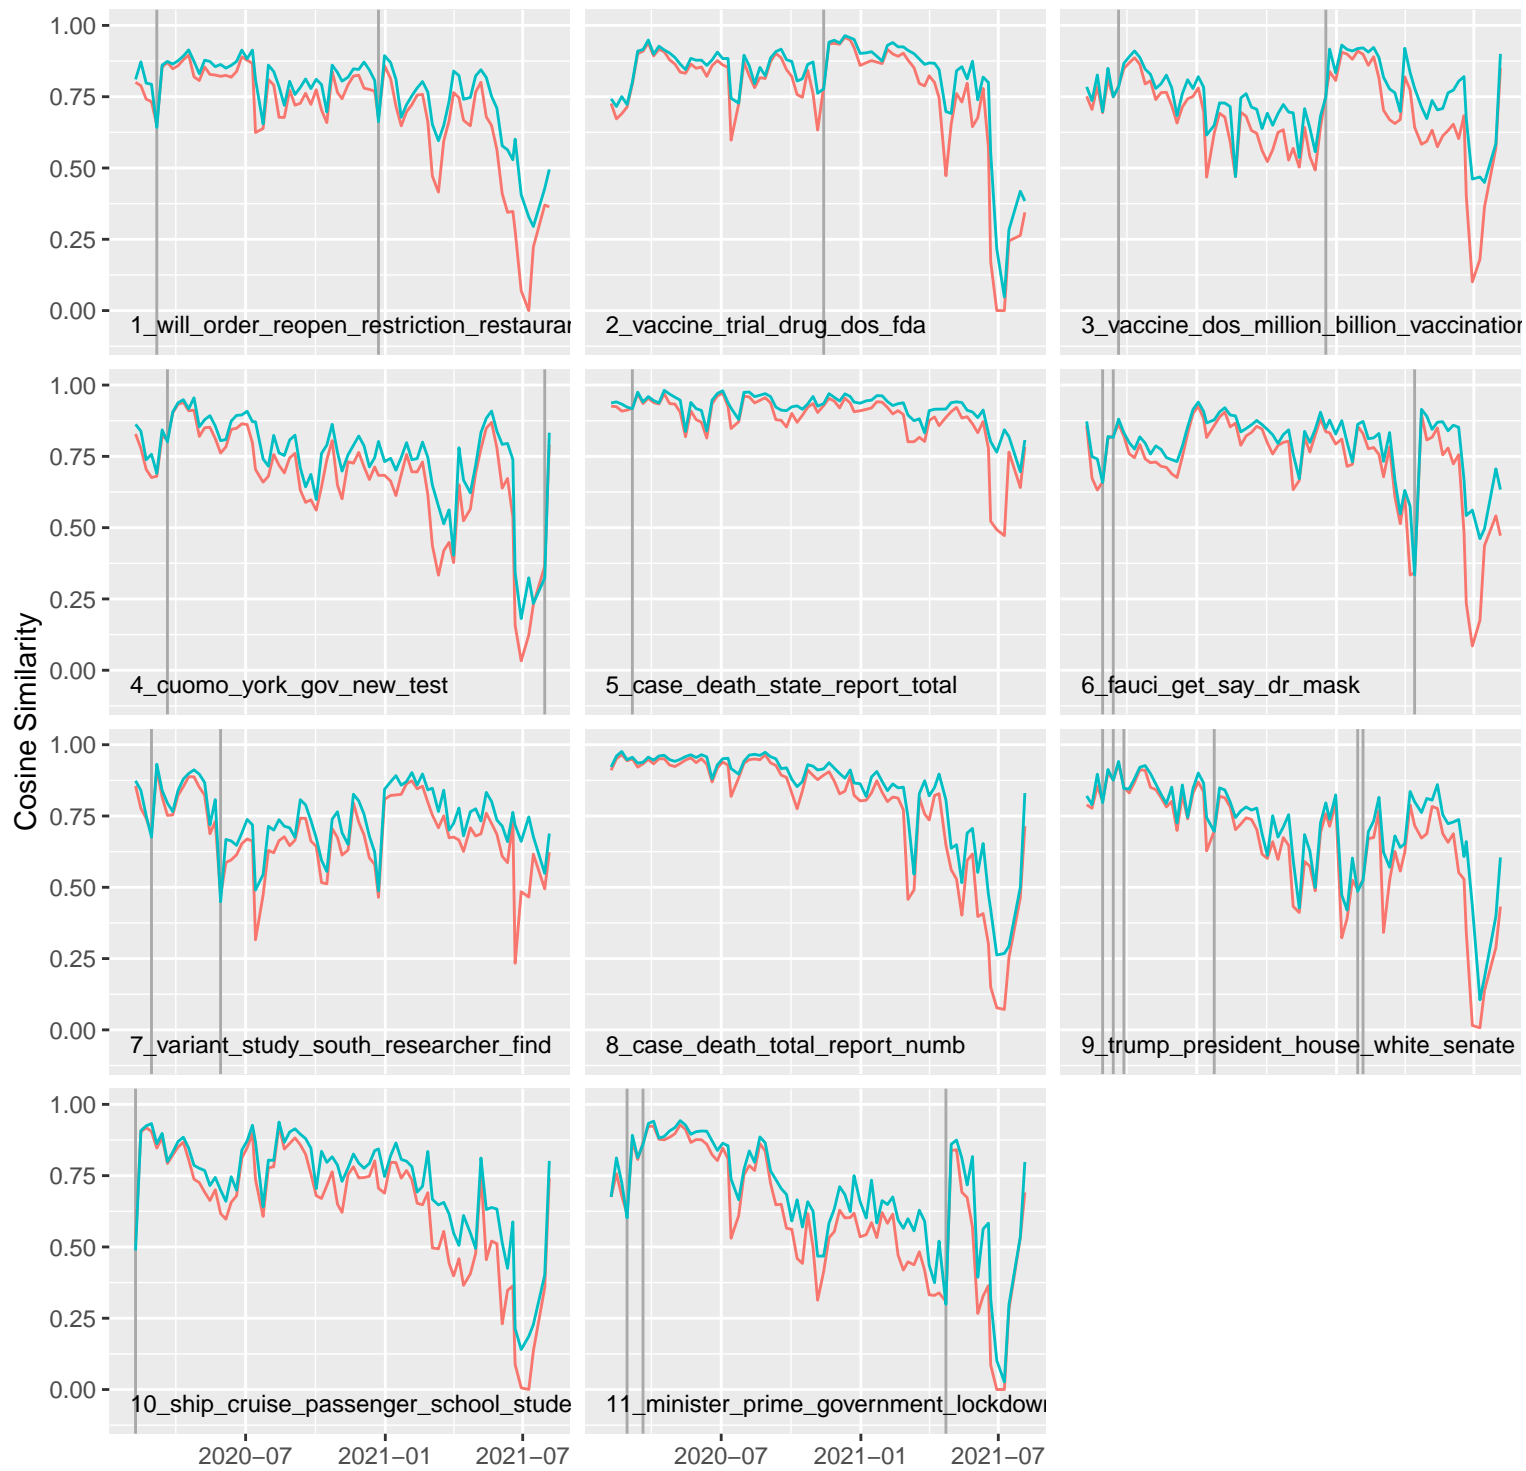 1.00
0.75
0.50
0.25
0.00
1_will_order_reopen_restriction_restauran
2_vaccine_trial_drug_dos_fda
3_vaccine_dos_million_billion_vaccination
1.00
0.75
0.50
0.25
0.00
4_cuomo_york_gov_new_test
5_case_death_state_report_total
6_fauci_get_say_dr_mask
Cosine Similarity
1.00
0.75
0.50
0.25
0.00
7_variant_study_south_researcher_find
8_case_death_total_report_numb
9_trump_president_house_white_senate
1.00
0.75
0.50
0.25
0.00
10_ship_cruise_passenger_school_stude
11_minister_prime_government_lockdown
2020−07 2021−01 2021−07
2020−07 2021−01 2021−07